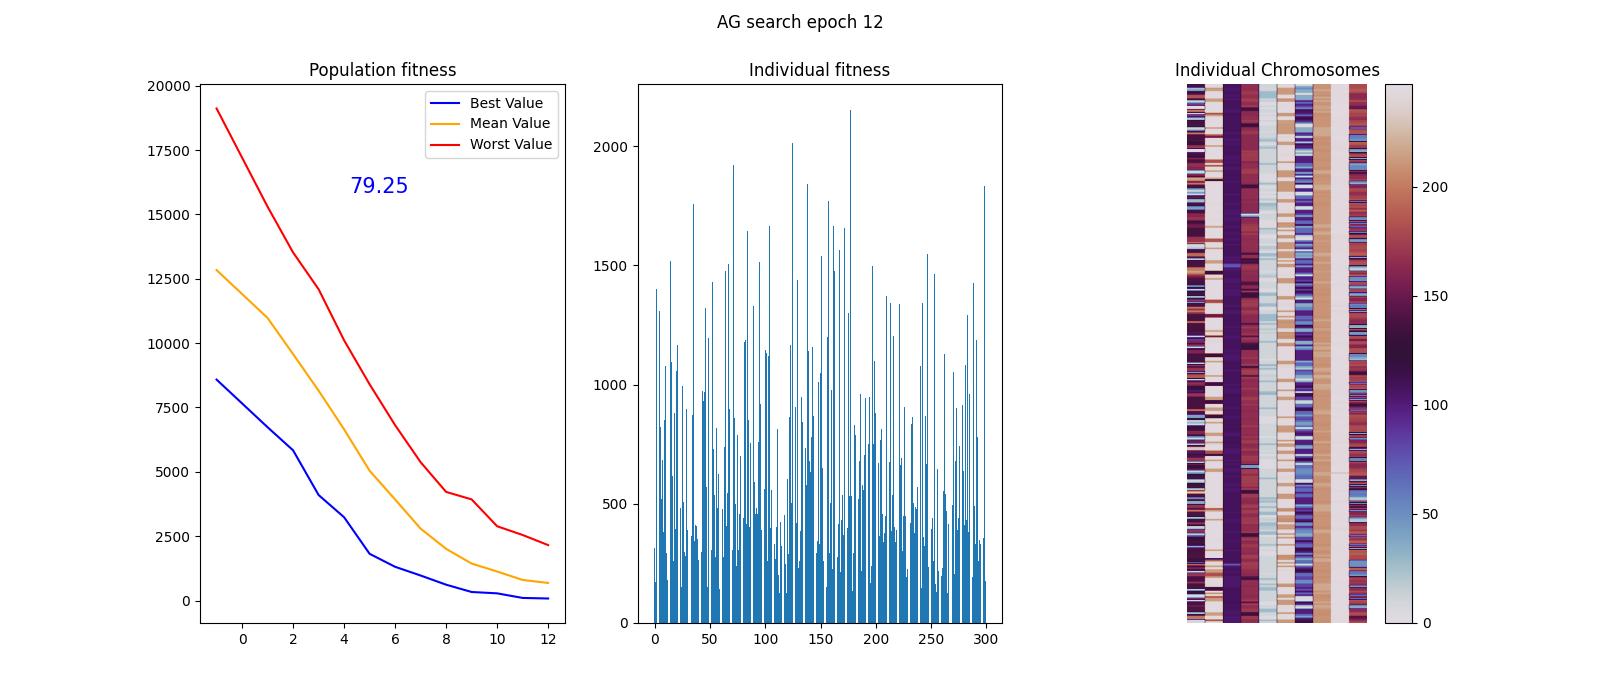 AG search epoch 12
Population fitness
20000
17500
15000
12500
10000
7500
5000
2500
0
0 2 4 6 8 10 12
Best Value
Mean Value
Worst Value
79.25
Individual fitness
2000
1500
1000
500
0
0 50 100 150 200 250 300
Individual Chromosomes
200
150
100
50
0